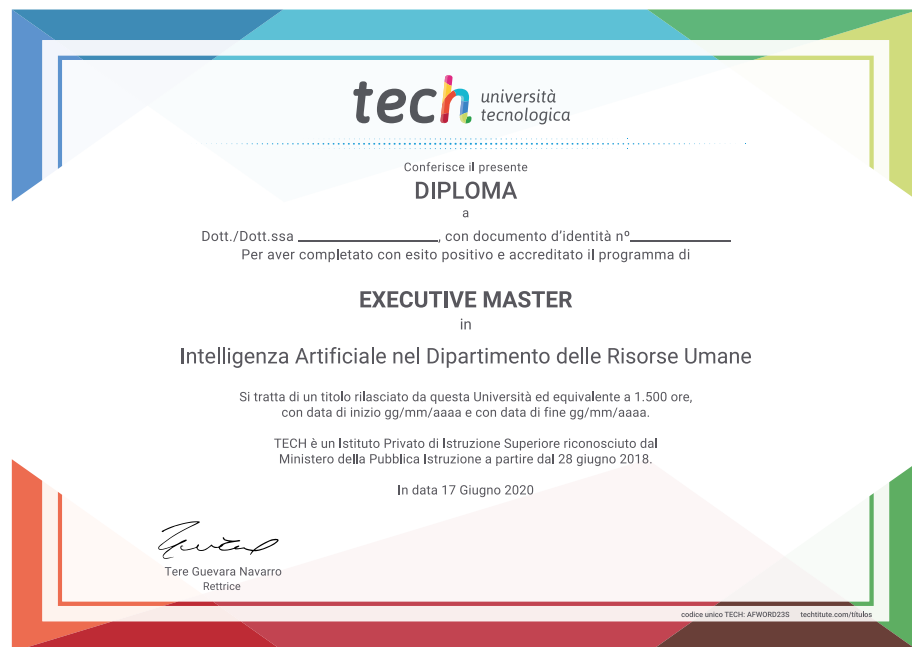 tech università
tecnologica
Conferisce il presente
DIPLOMA
a
Dott./Dott.ssa ____________________, con documento d'identità nº______________
Per aver completato con esito positivo e accreditato il programma di
EXECUTIVE MASTER
in
Intelligenza Artificiale nel Dipartimento delle Risorse Umane
Si tratta di un titolo rilasciato da questa Università ed equivalente a 1.500 ore,
con data di inizio gg/mm/aaaa e con data di fine gg/mm/aaaa.
TECH è un Istituto Privato di Istruzione Superiore riconosciuto dal
Ministero della Pubblica Istruzione a partire dal 28 giugno 2018.
In data 17 Giugno 2020
Tere Guevara Navarro
Rettrice
codice unico TECH: AFWORD23S techtitute.com/títulos